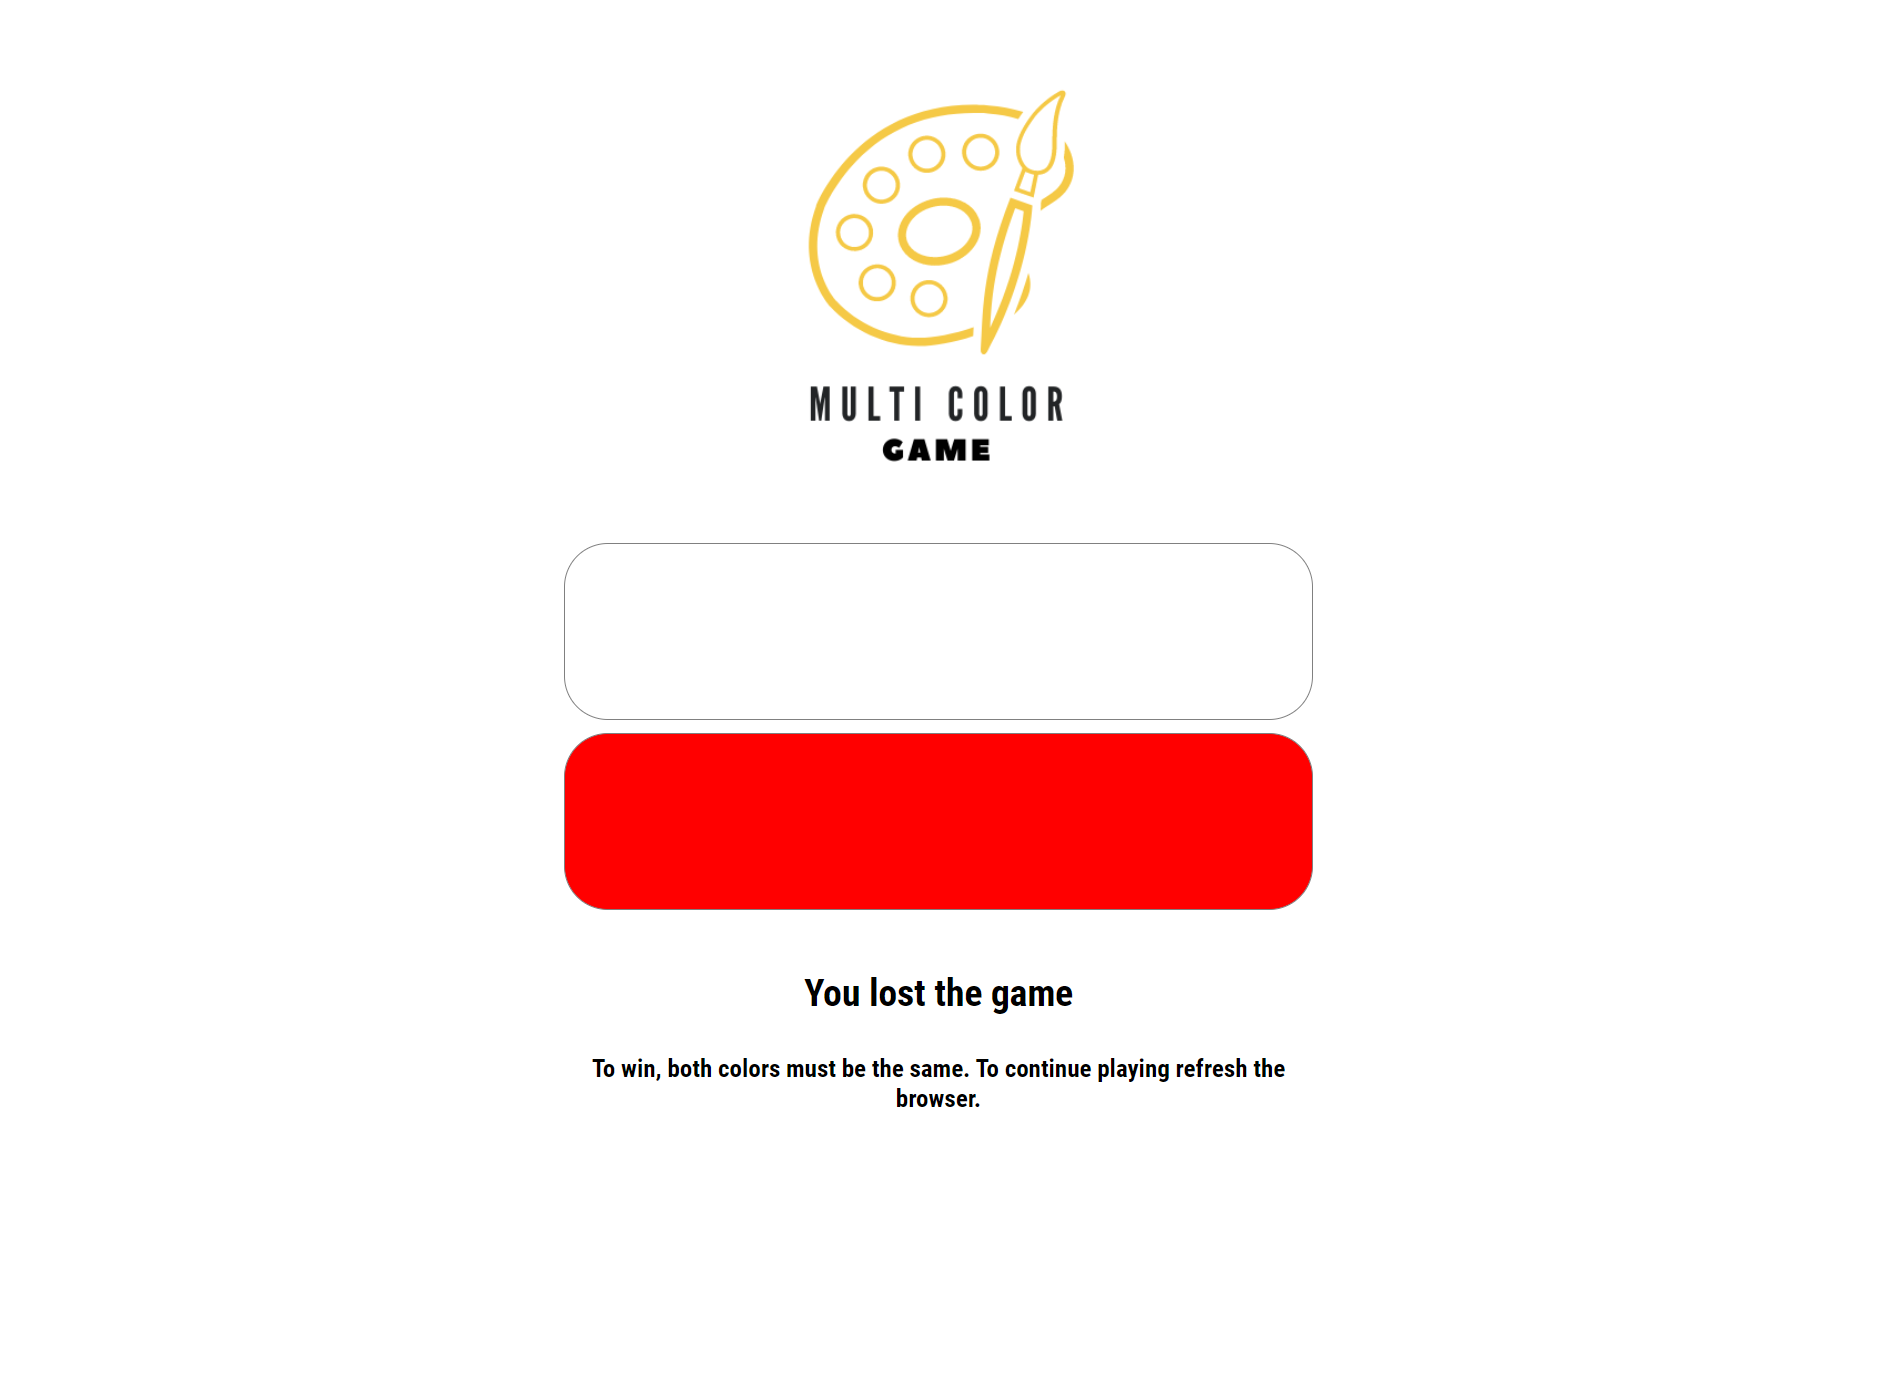 MULTI COLOR
GAME
You lost the game
To win, both colors must be the same. To continue playing refresh the
browser.